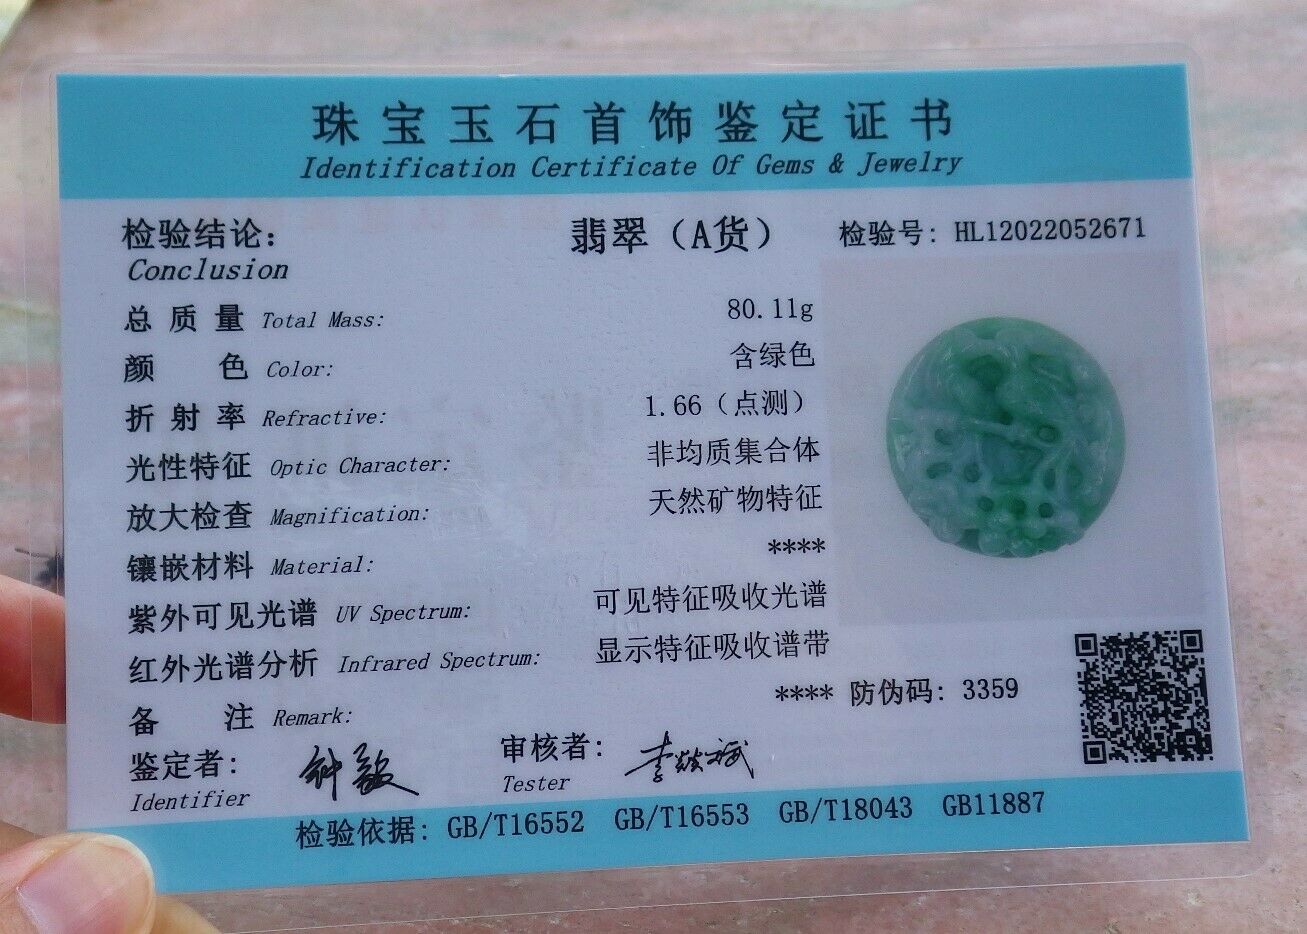 珠宝玉石首饰鉴定证书
Identification Certificate Of Gems & Jewelry
检验结论: 翡翠（A货） 检验号: HL12022052671
Conclusion
总质量 Total Mass: 80.11g
颜色 Color: 含绿色
折射率 Refractive: 1.66（点测）
光性特征 Optic Character: 非均质集合体
放大检查 Magnification: 天然矿物特征
镶嵌材料 Material: ****
紫外可见光谱 UV Spectrum: 可见特征吸收光谱
红外光谱分析 Infrared Spectrum: 显示特征吸收谱带
备注 Remark: **** 防伪码: 3359
鉴定者: 审核者:
Identifier Tester
检验依据: GB/T16552 GB/T16553 GB/T18043 GB11887